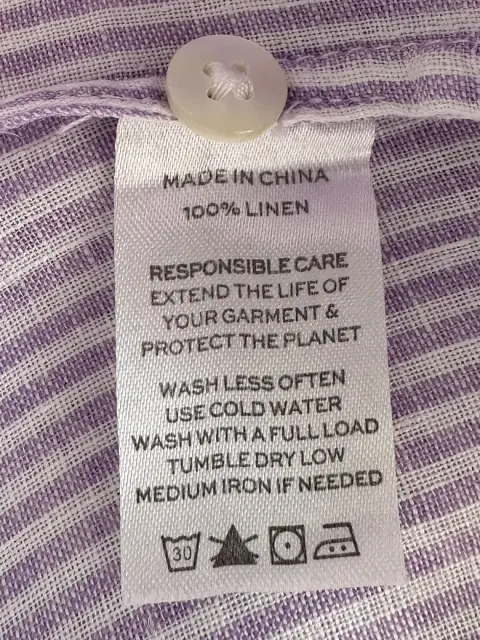 MADE IN CHINA
100% LINEN
RESPONSIBLE CARE
EXTEND THE LIFE OF
YOUR GARMENT &
PROTECT THE PLANET
WASH LESS OFTEN
USE COLD WATER
WASH WITH A FULL LOAD
TUMBLE DRY LOW
MEDIUM IRON IF NEEDED
30